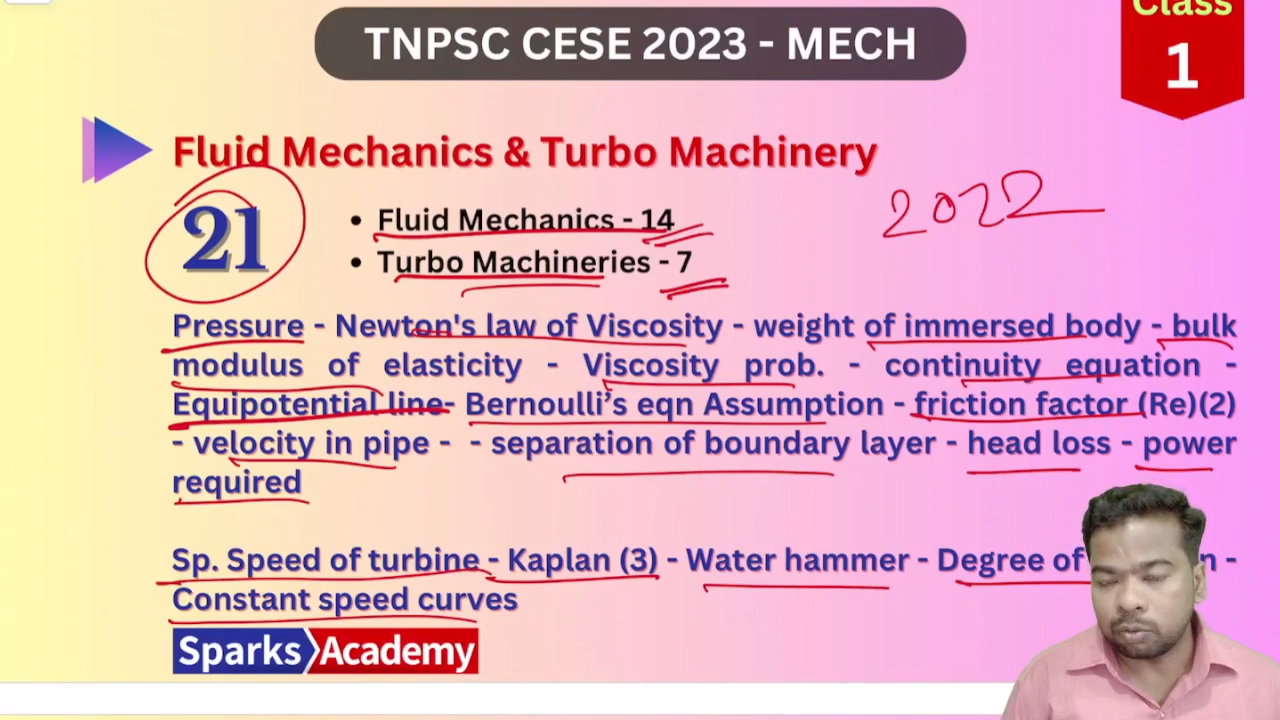 Class
1
TNPSC CESE 2023 - MECH
Fluid Mechanics & Turbo Machinery
21
• Fluid Mechanics - 14
• Turbo Machineries - 7
2022
Pressure - Newton's law of Viscosity - weight of immersed body - bulk
modulus of elasticity - Viscosity prob. - continuity equation -
Equipotential line- Bernoulli’s eqn Assumption - friction factor (Re)(2)
- velocity in pipe - - separation of boundary layer - head loss - power
required
Sp. Speed of turbine - Kaplan (3) - Water hammer - Degree of -
Constant speed curves
Sparks Academy